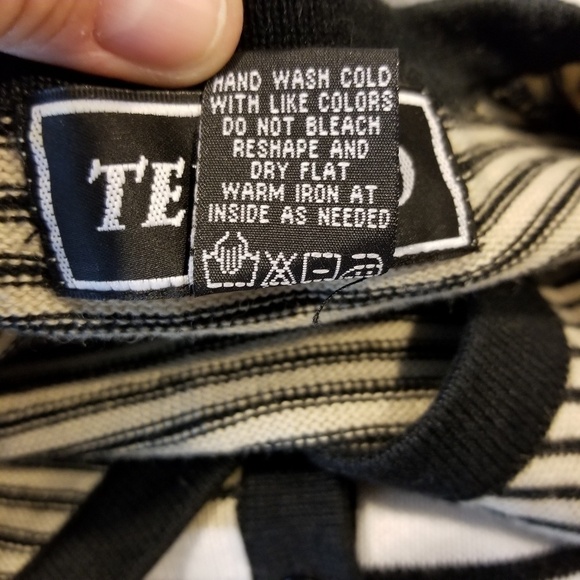 HAND WASH COLD
WITH LIKE COLORS
DO NOT BLEACH
RESHAPE AND
DRY FLAT
WARM IRON AT
INSIDE AS NEEDED